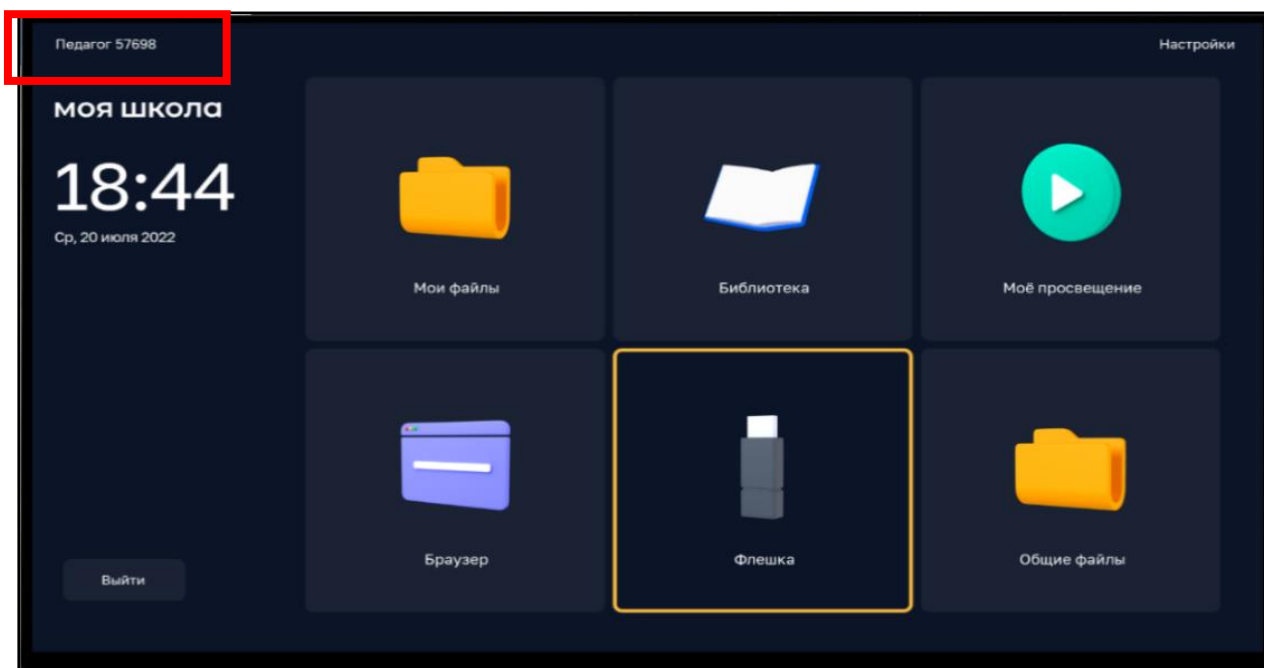 Педагог 57698
Настройки
моя школа
18:44
Ср, 20 июля 2022
Мои файлы
Библиотека
Моё просвещение
Браузер
Флешка
Общие файлы
Выйти